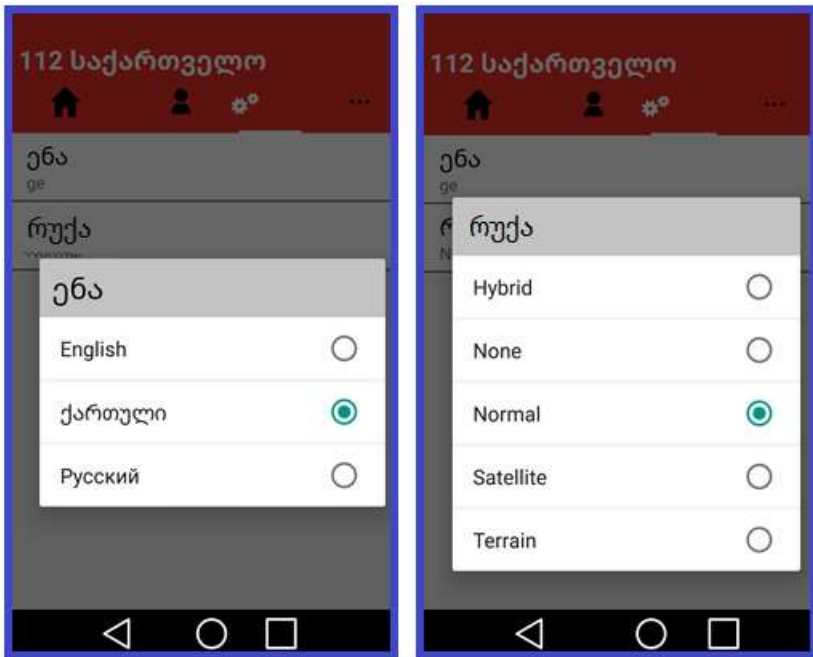 112 საქართველო
ენა
ge
რუქა
ენა
English
ქართული
Русский
112 საქართველო
ენა
ge
რუქა
Hybrid
None
Normal
Satellite
Terrain